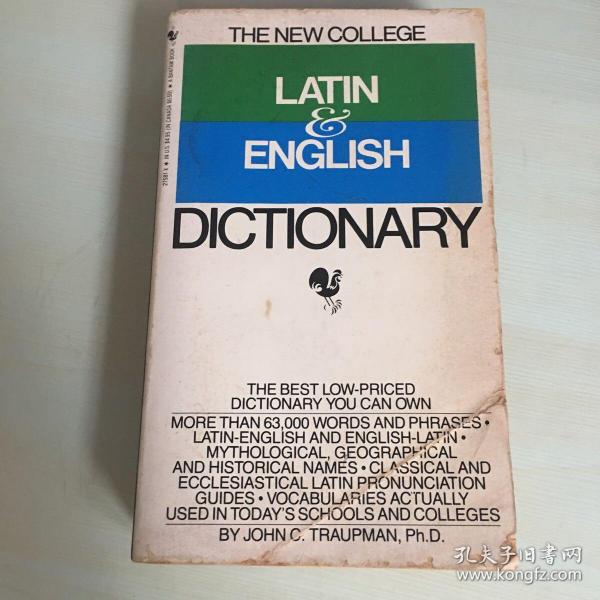 THE NEW COLLEGE
LATIN
&
ENGLISH
DICTIONARY
THE BEST LOW-PRICED
DICTIONARY YOU CAN OWN
MORE THAN 63,000 WORDS AND PHRASES •
LATIN-ENGLISH AND ENGLISH-LATIN •
MYTHOLOGICAL, GEOGRAPHICAL
AND HISTORICAL NAMES • CLASSICAL AND
ECCLESIASTICAL LATIN PRONUNCIATION
GUIDES • VOCABULARIES ACTUALLY
USED IN TODAY'S SCHOOLS AND COLLEGES
BY JOHN C. TRAUPMAN, Ph.D.
A BANTAM BOOK
孔夫子旧书网
www.kongfz.com